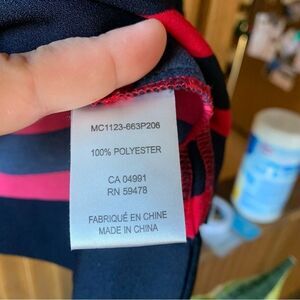 MC1123-663P206
100% POLYESTER
CA 04991
RN 59478
FABRIQUÉ EN CHINE
MADE IN CHINA